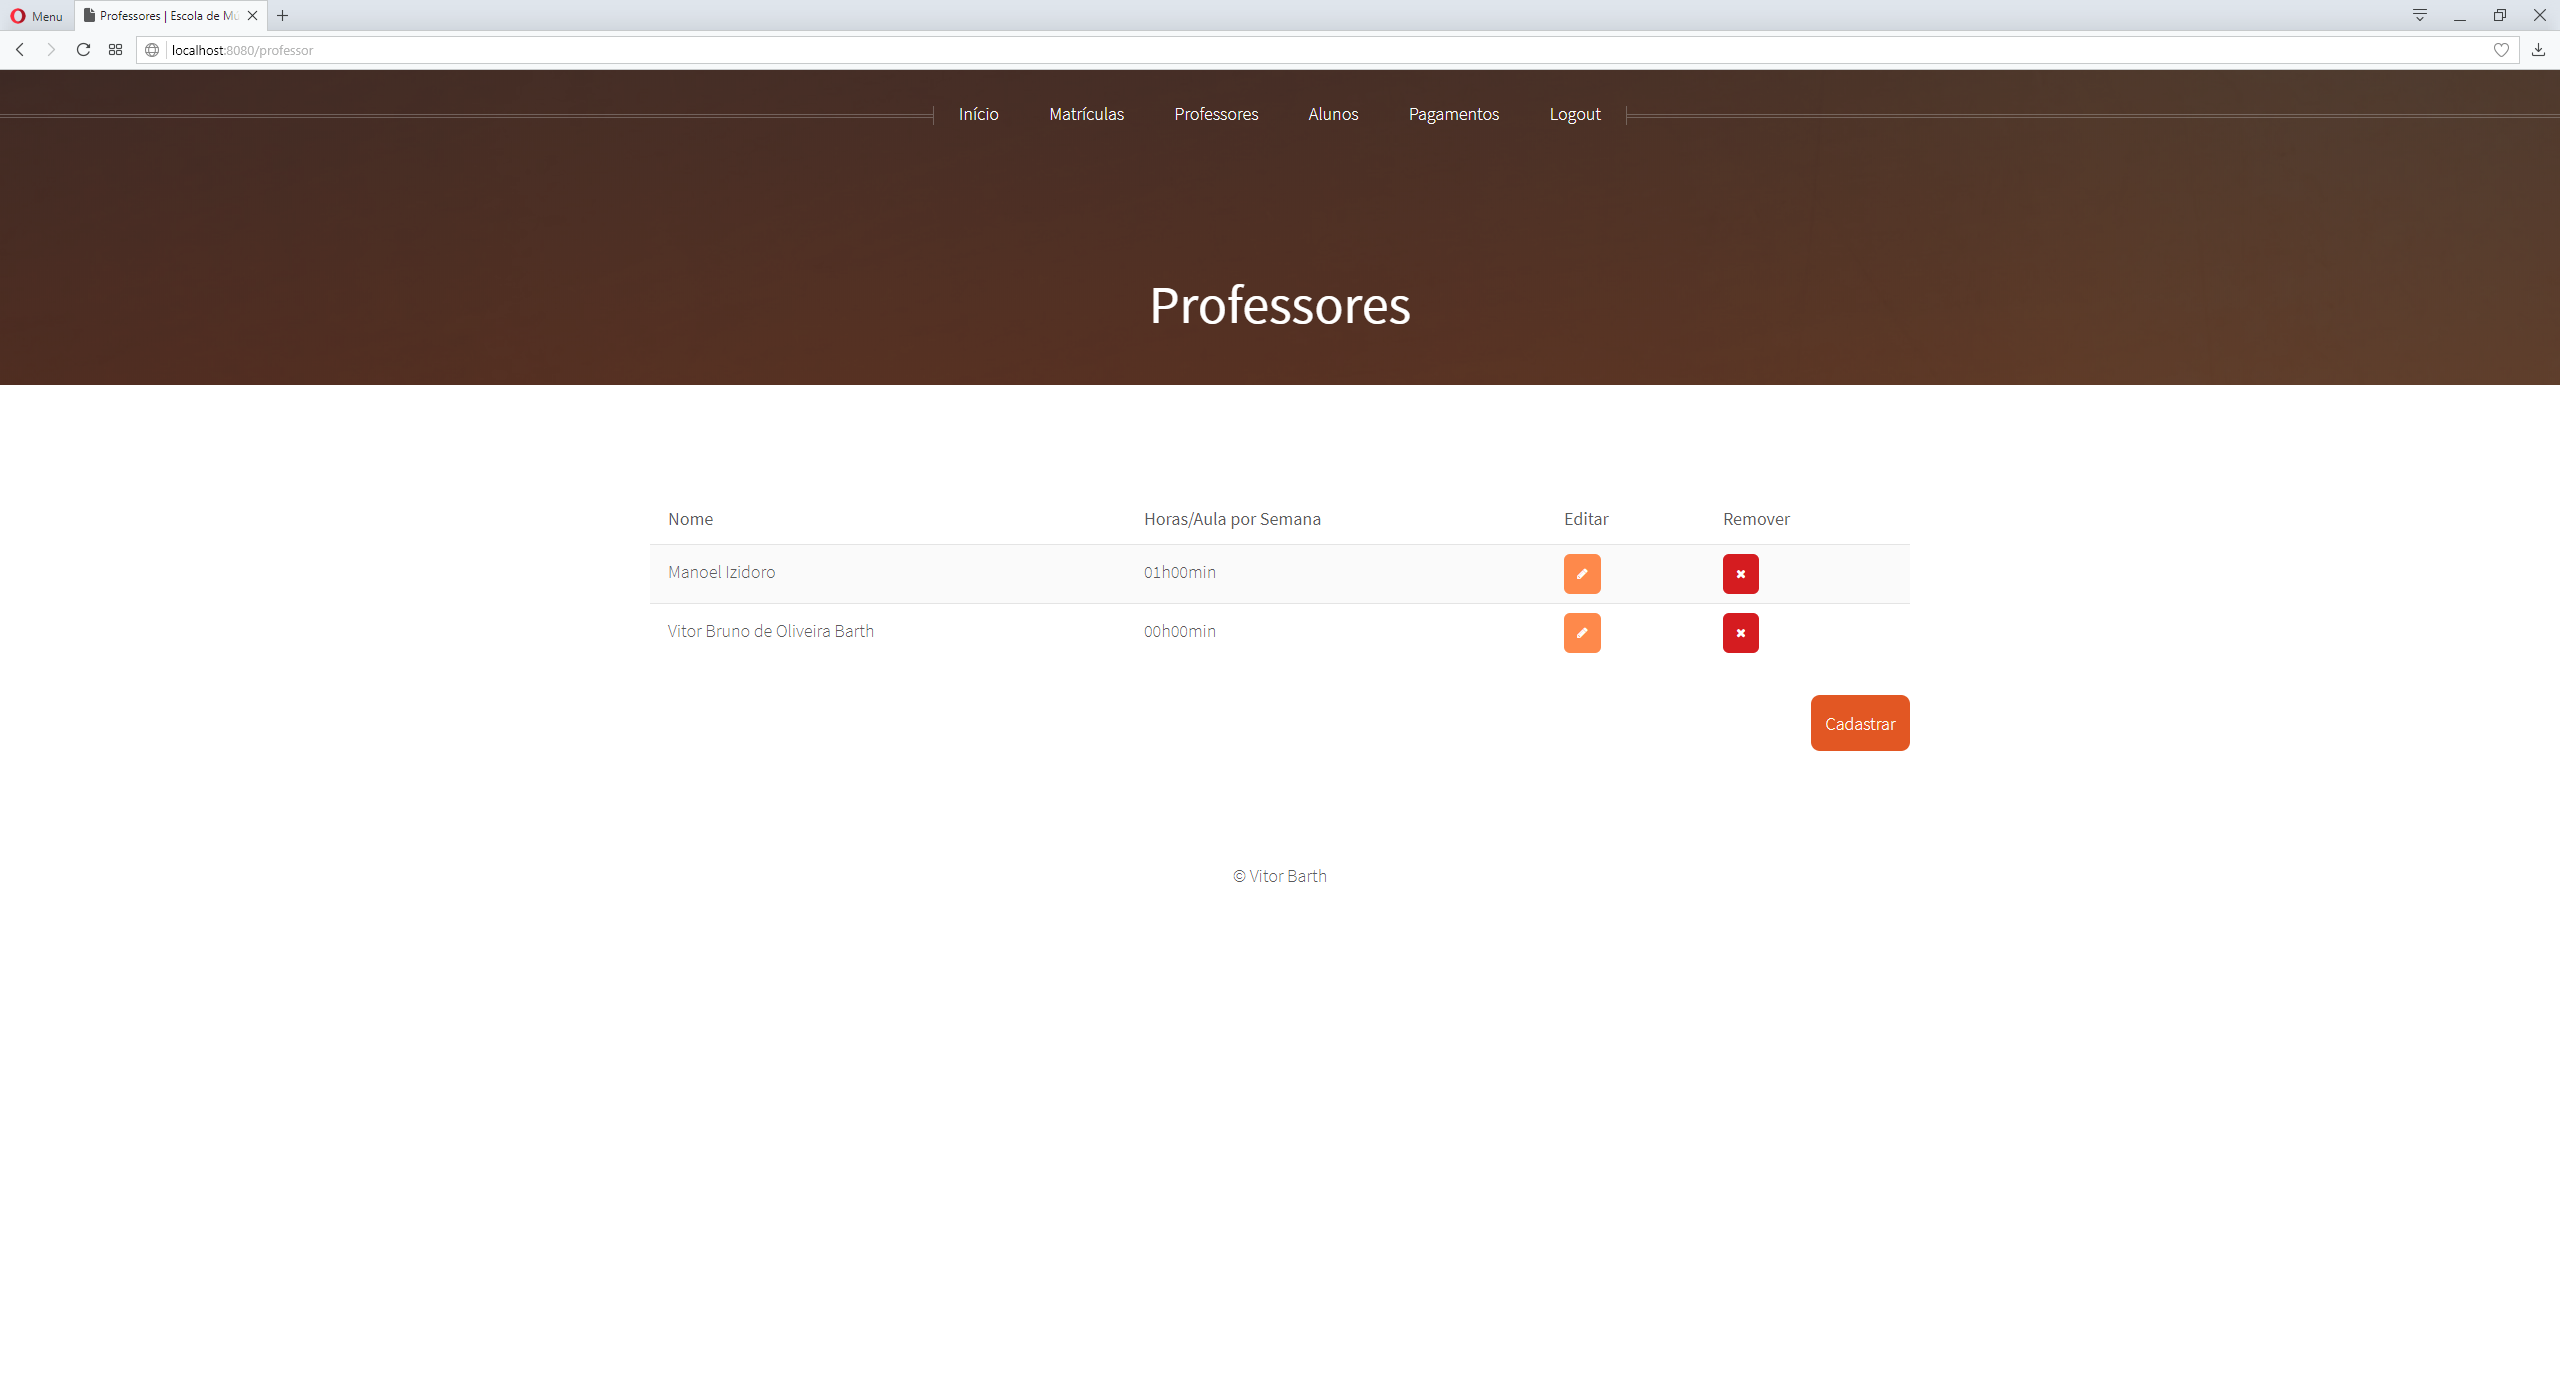 Menu
Professores | Escola de Mú
localhost:8080/professor
Início Matrículas Professores Alunos Pagamentos Logout
Professores
Nome Horas/Aula por Semana Editar Remover
Manoel Izidoro 01h00min
Vitor Bruno de Oliveira Barth 00h00min
Cadastrar
© Vitor Barth